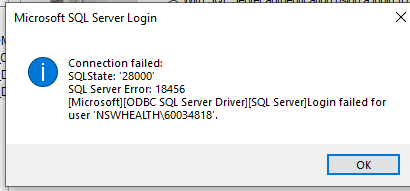 Microsoft SQL Server Login
Connection failed:
SQLState: '28000'
SQL Server Error: 18456
[Microsoft][ODBC SQL Server Driver][SQL Server]Login failed for
user 'NSWHEALTH\60034818'.
OK